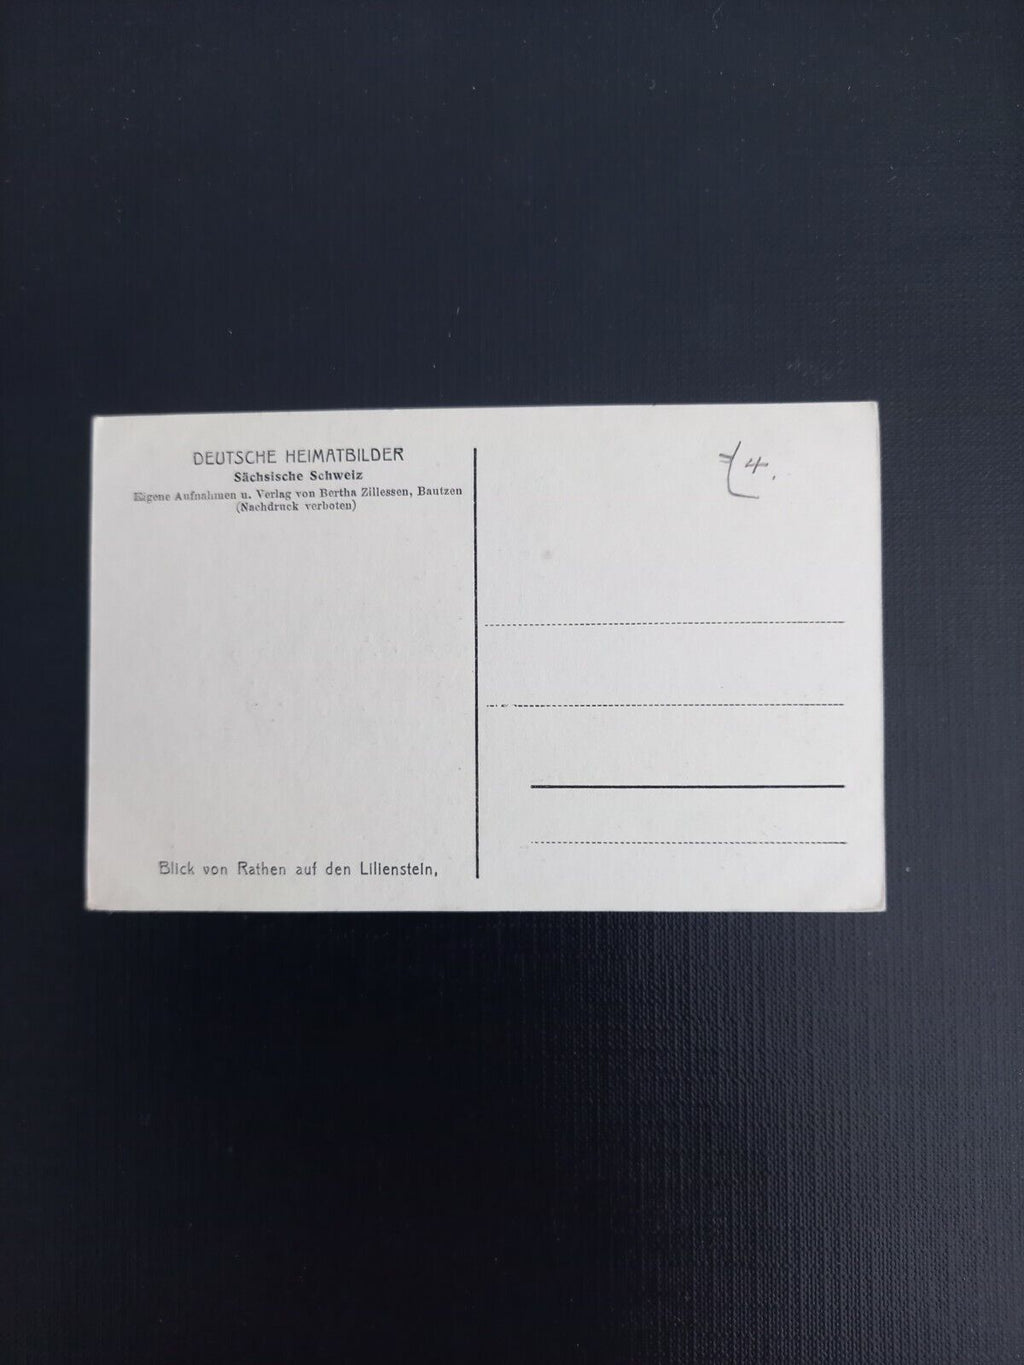 DEUTSCHE HEIMATBILDER
Sächsische Schweiz
Eigene Aufnahmen u. Verlag von Bertha Zillessen, Bautzen
(Nachdruck verboten)
Blick von Rathen auf den Lilienstein,
4.